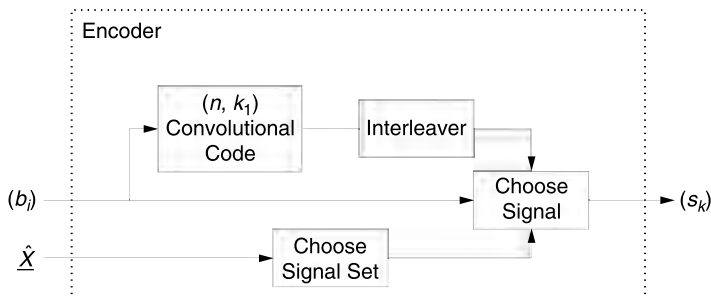 Encoder
(n, k₁)
Convolutional
Code
Interleaver
(bᵢ)
Choose
Signal
(sₖ)
X̂
Choose
Signal Set